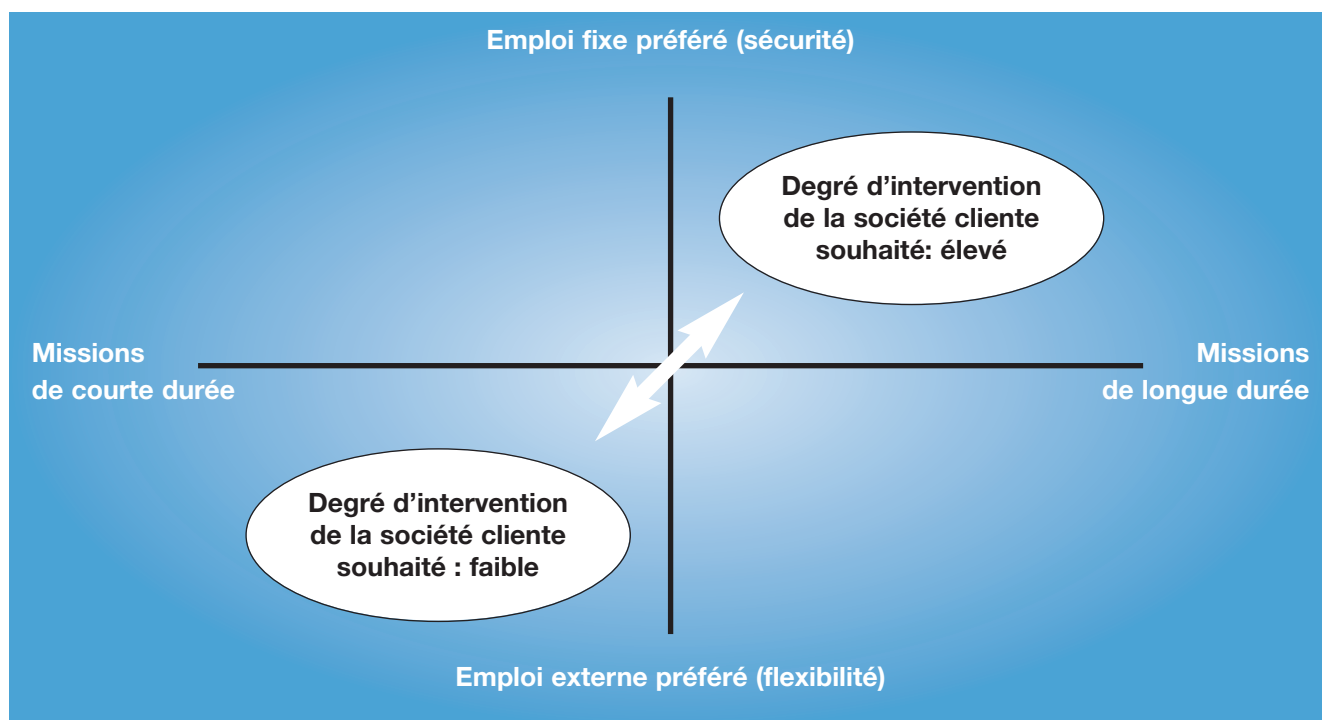 Emploi fixe préféré (sécurité)
Degré d’intervention
de la société cliente
souhaité: élevé
Missions
de courte durée
Missions
de longue durée
Degré d’intervention
de la société cliente
souhaité : faible
Emploi externe préféré (flexibilité)